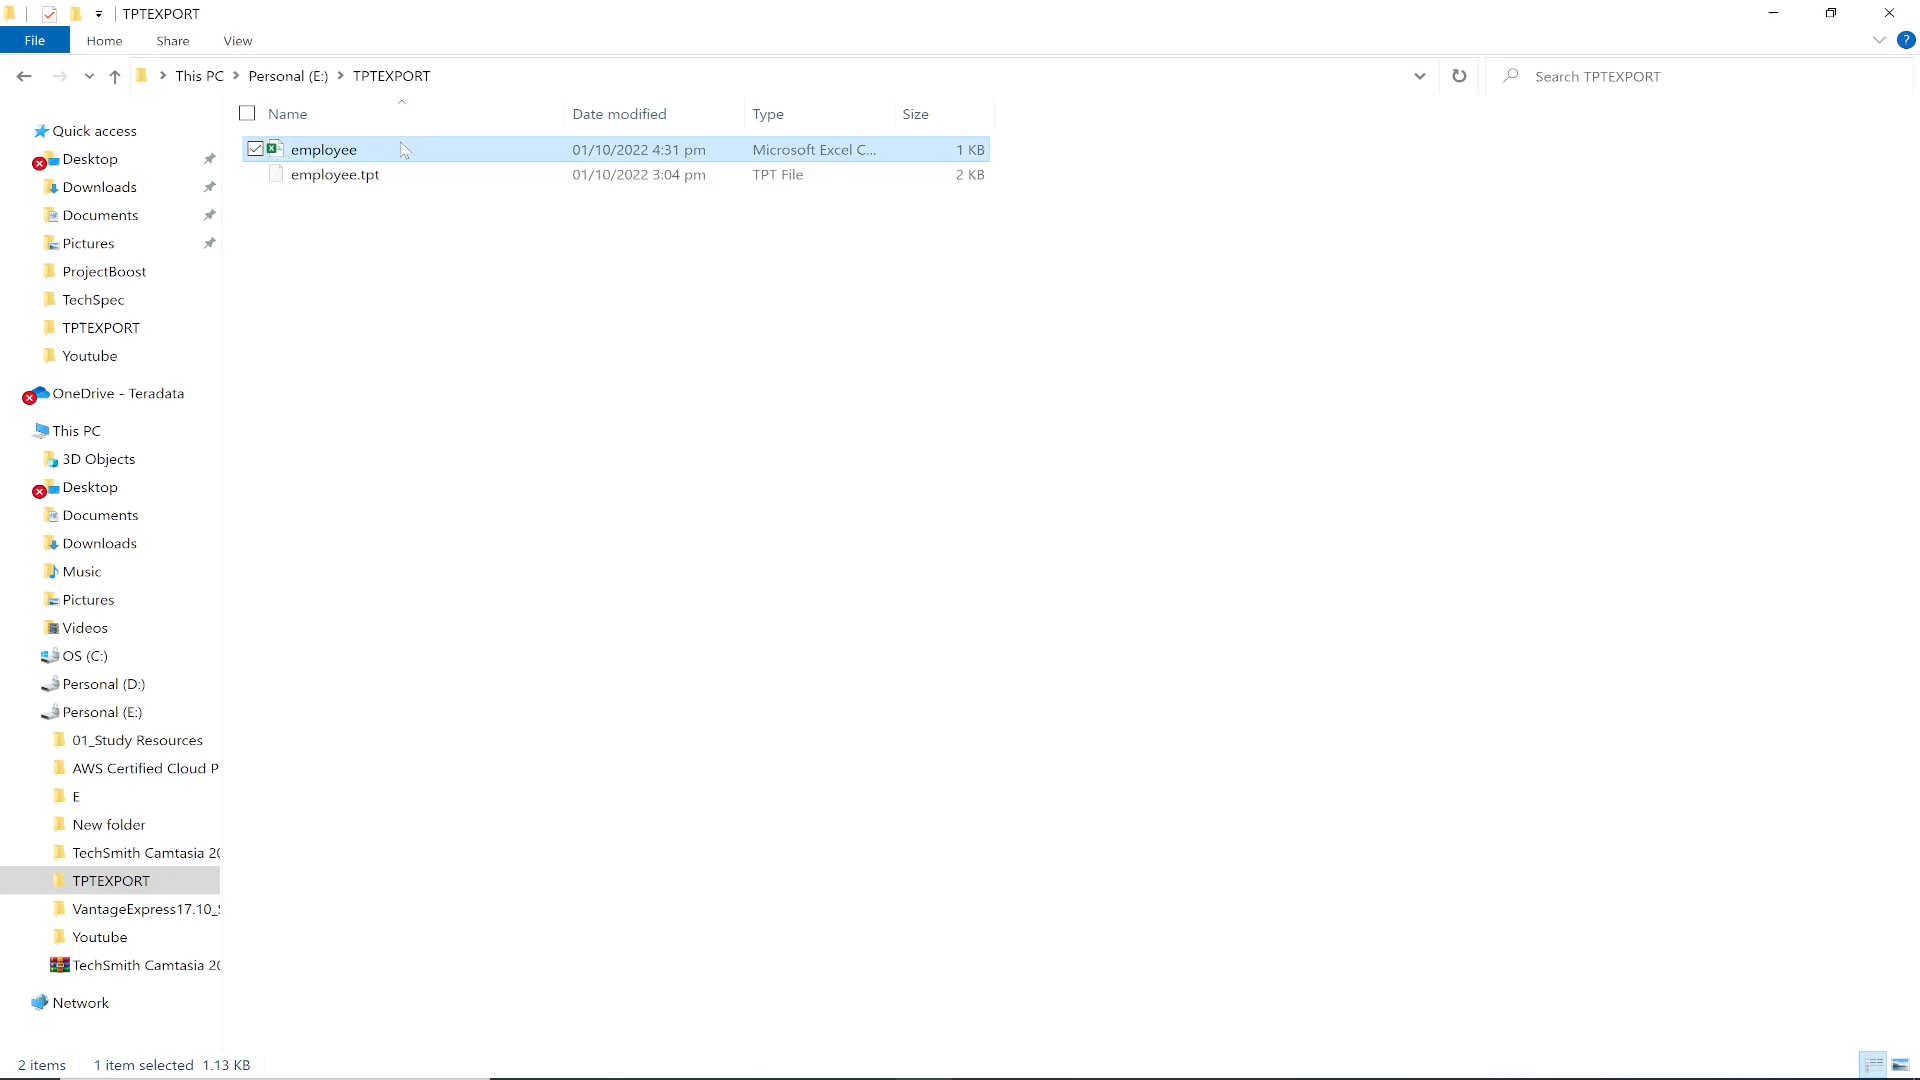 TPTEXPORT
File Home Share View
This PC Personal (E:) TPTEXPORT
Search TPTEXPORT
Name Date modified Type Size
employee 01/10/2022 4:31 pm Microsoft Excel C... 1 KB
employee.tpt 01/10/2022 3:04 pm TPT File 2 KB
Quick access
Desktop
Downloads
Documents
Pictures
ProjectBoost
TechSpec
TPTEXPORT
Youtube
OneDrive - Teradata
This PC
3D Objects
Desktop
Documents
Downloads
Music
Pictures
Videos
OS (C:)
Personal (D:)
Personal (E:)
01_Study Resources
AWS Certified Cloud P
E
New folder
TechSmith Camtasia 20
TPTEXPORT
VantageExpress17.10_S
Youtube
TechSmith Camtasia 20
Network
2 items 1 item selected 1.13 KB